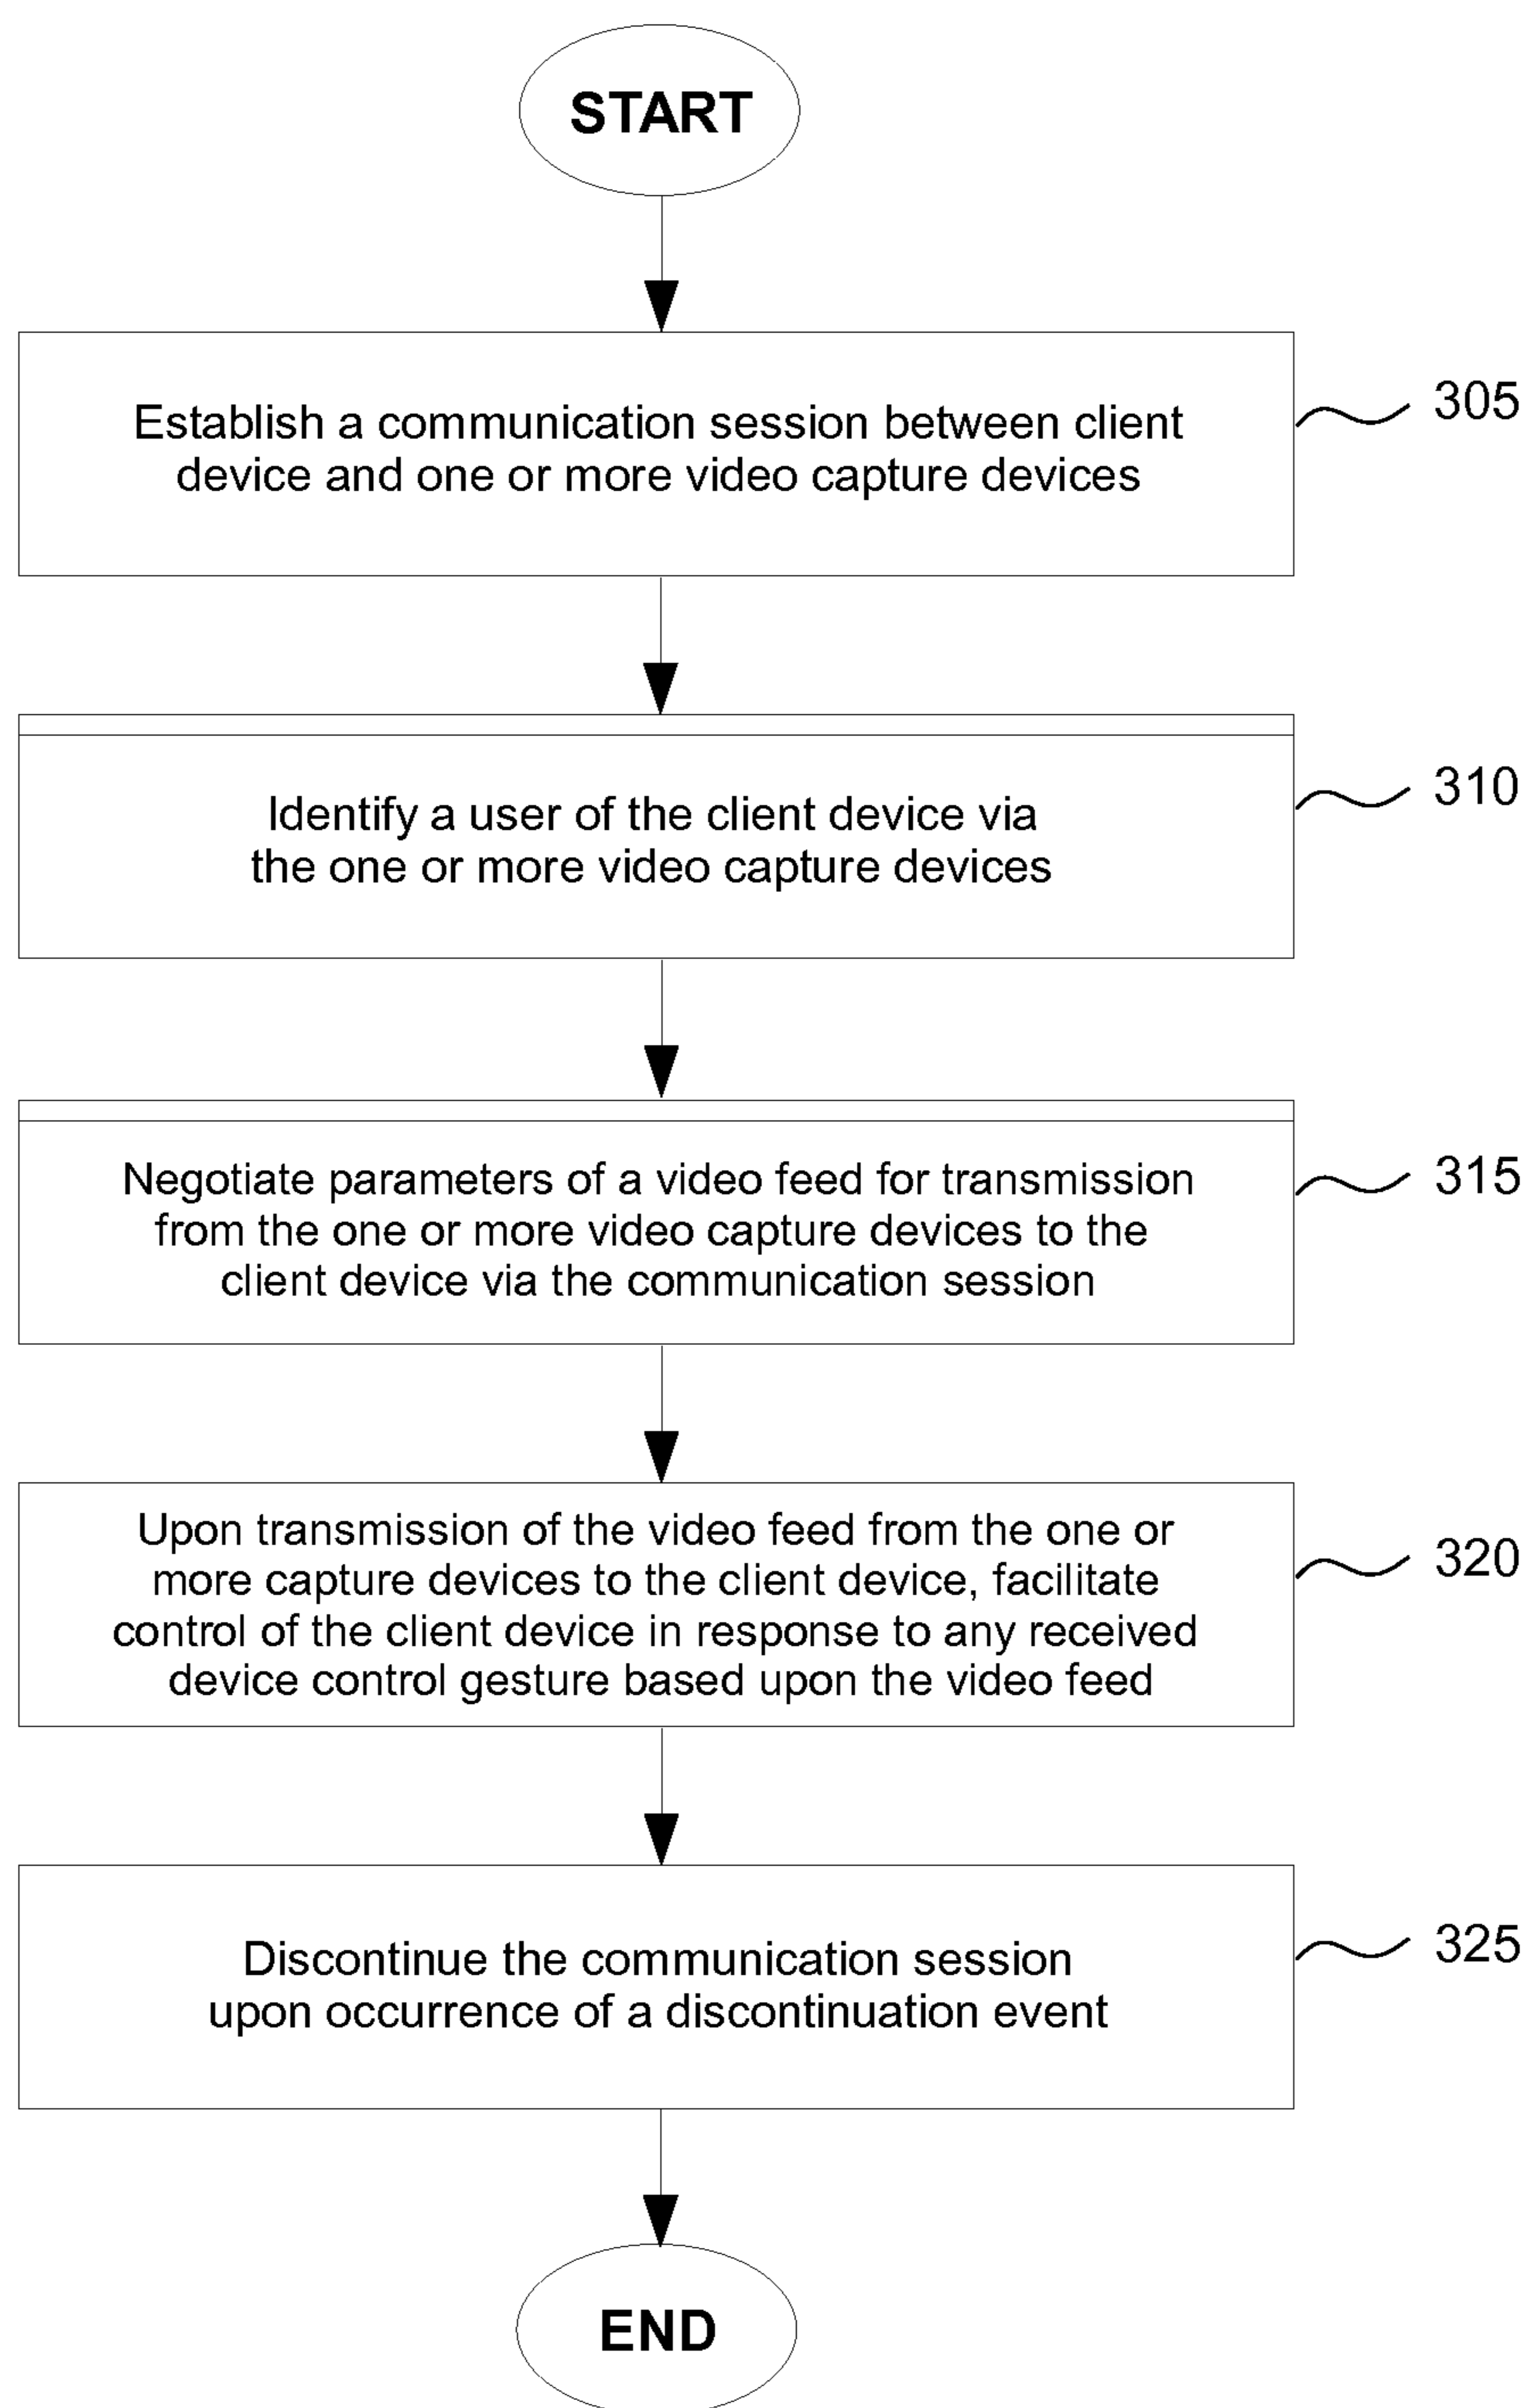 START
Establish a communication session between client
device and one or more video capture devices
305
Identify a user of the client device via
the one or more video capture devices
310
Negotiate parameters of a video feed for transmission
from the one or more video capture devices to the
client device via the communication session
315
Upon transmission of the video feed from the one or
more capture devices to the client device, facilitate
control of the client device in response to any received
device control gesture based upon the video feed
320
Discontinue the communication session
upon occurrence of a discontinuation event
325
END